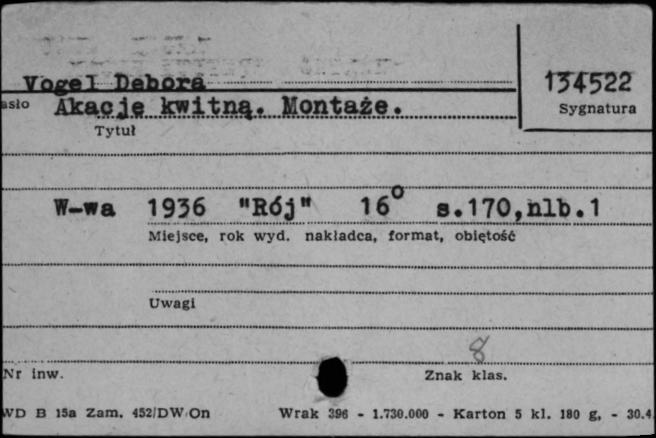 Vogel Debora
134522
asło Akacje kwitną. Montaże.
Sygnatura
Tytuł
W-wa 1936 "Rój" 16° s.170,nlb.1
Miejsce, rok wyd. nakładca, format, objętość
Uwagi
8
Nr inw.
Znak klas.
WD B 15a Zam. 452/DW/On Wrak 396 - 1.730.000 - Karton 5 kl. 180 g, - 30.4